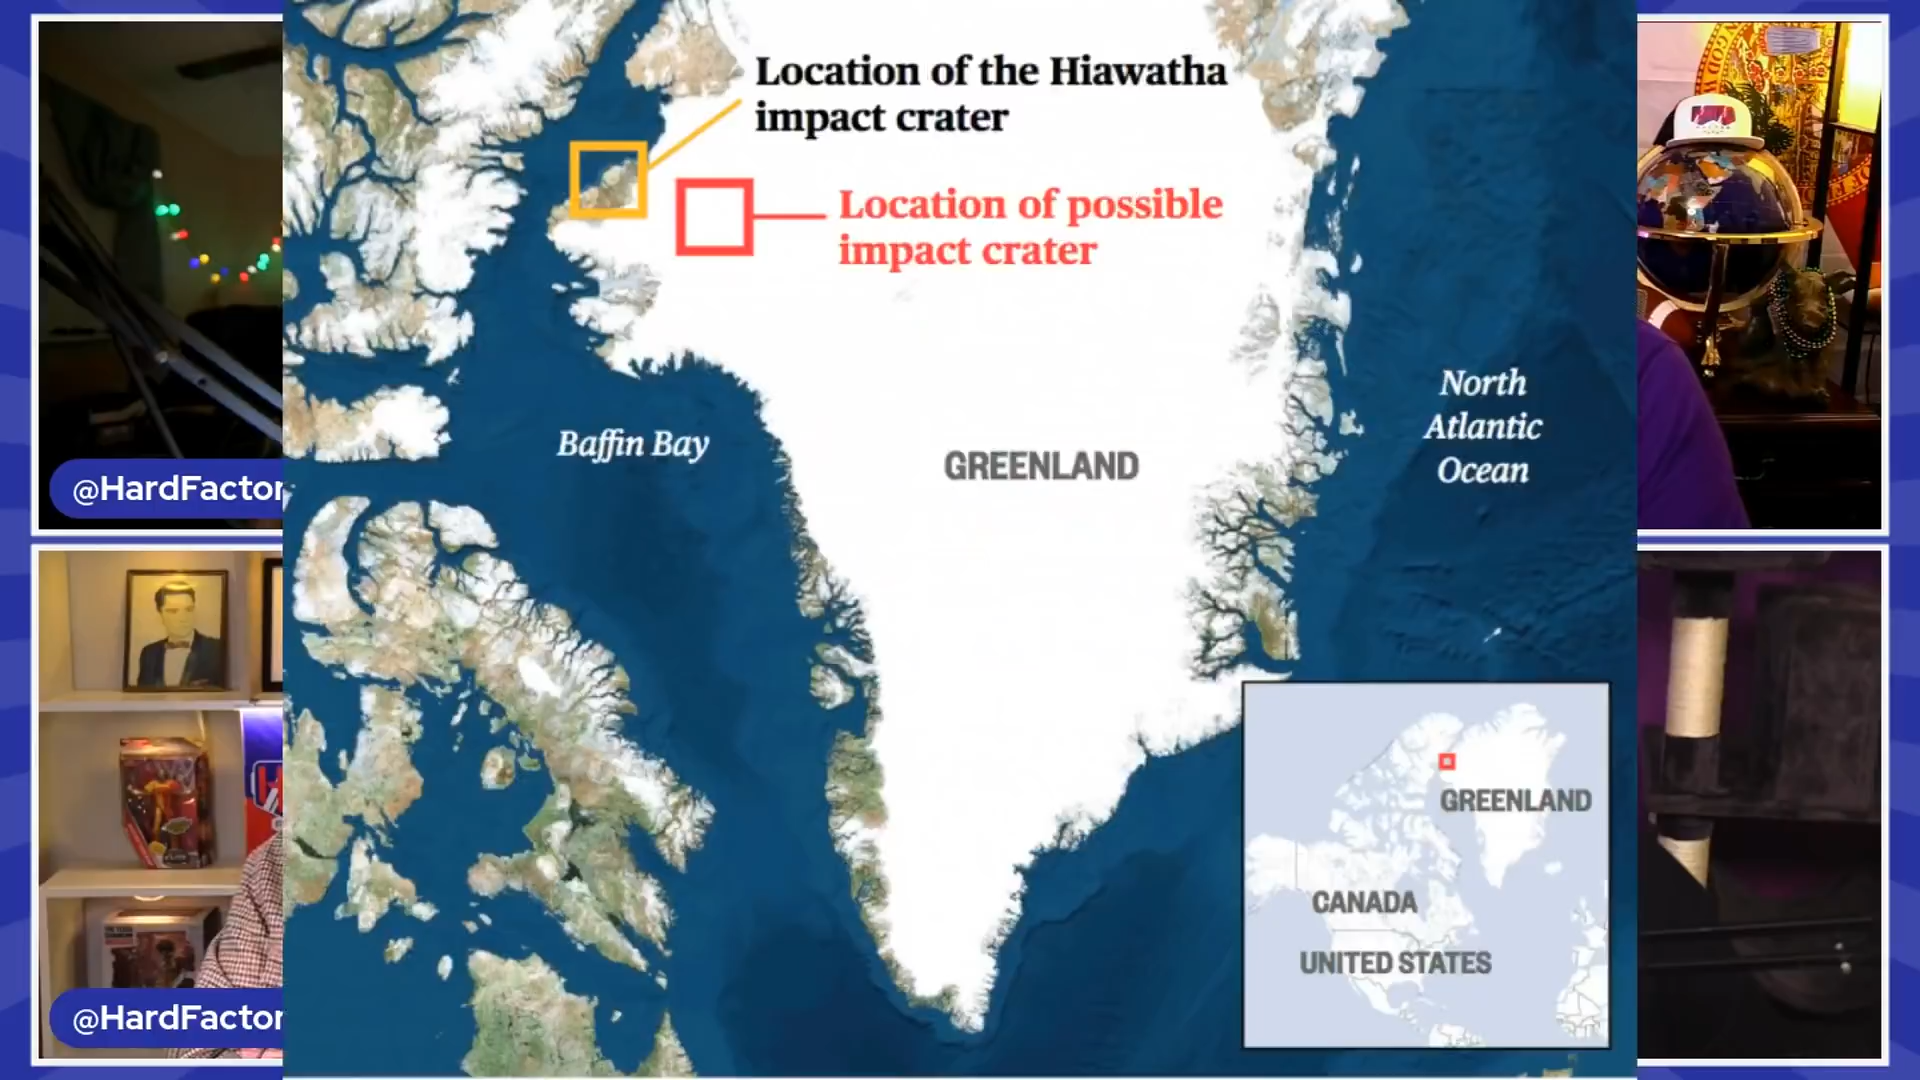 Location of the Hiawatha
impact crater
Location of possible
impact crater
North
Atlantic
Ocean
Baffin Bay
GREENLAND
@HardFactor
GREENLAND
CANADA
UNITED STATES
@HardFactor